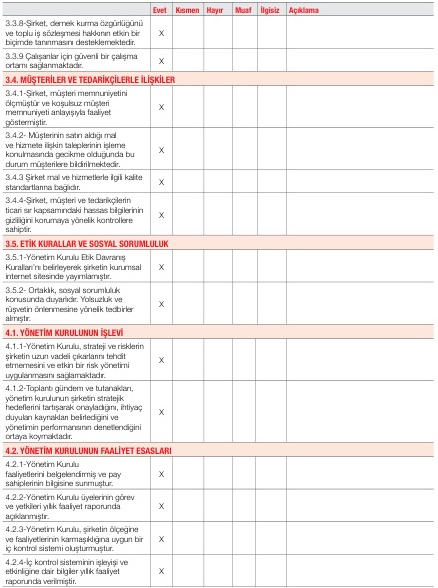 Evet Kısmen Hayır Muaf İlgisiz Açıklama
3.3.8-Şirket, dernek kurma özgürlüğünü
ve toplu iş sözleşmesi hakkının etkin bir
biçimde tanınmasını desteklemektedir.
X
3.3.9 Çalışanlar için güvenli bir çalışma
ortamı sağlanmaktadır.
X
3.4. MÜŞTERİLER VE TEDARİKÇİLERLE İLİŞKİLER
3.4.1-Şirket, müşteri memnuniyetini
ölçmüştür ve koşulsuz müşteri
memnuniyeti anlayışıyla faaliyet
göstermiştir.
X
3.4.2- Müşterinin satın aldığı mal
ve hizmete ilişkin taleplerinin işleme
konulmasında gecikme olduğunda bu
durum müşterilere bildirilmektedir.
X
3.4.3 Şirket mal ve hizmetlerle ilgili kalite
standartlarına bağlıdır.
X
3.4.4-Şirket, müşteri ve tedarikçilerin
ticari sır kapsamındaki hassas bilgilerinin
gizliliğini korumaya yönelik kontrollere
sahiptir.
X
3.5. ETİK KURALLAR VE SOSYAL SORUMLULUK
3.5.1-Yönetim Kurulu Etik Davranış
Kuralları'nı belirleyerek şirketin kurumsal
internet sitesinde yayımlamıştır.
X
3.5.2- Ortaklık, sosyal sorumluluk
konusunda duyarlıdır. Yolsuzluk ve
rüşvetin önlenmesine yönelik tedbirler
almıştır.
X
4.1. YÖNETİM KURULUNUN İŞLEVİ
4.1.1-Yönetim Kurulu, strateji ve risklerin
şirketin uzun vadeli çıkarlarını tehdit
etmemesini ve etkin bir risk yönetimi
uygulanmasını sağlamaktadır.
X
4.1.2-Toplantı gündem ve tutanakları,
yönetim kurulunun şirketin stratejik
hedeflerini tartışarak onayladığını, ihtiyaç
duyulan kaynakları belirlediğini ve
yönetimin performansının denetlendiğini
ortaya koymaktadır.
X
4.2. YÖNETİM KURULUNUN FAALİYET ESASLARI
4.2.1-Yönetim Kurulu
faaliyetlerini belgelendirmiş ve pay
sahiplerinin bilgisine sunmuştur.
X
4.2.2-Yönetim Kurulu üyelerinin görev
ve yetkileri yıllık faaliyet raporunda
açıklanmıştır.
X
4.2.3-Yönetim Kurulu, şirketin ölçeğine
ve faaliyetlerinin karmaşıklığına uygun bir
iç kontrol sistemi oluşturmuştur.
X
4.2.4-İç kontrol sisteminin işleyişi ve
etkinliğine dair bilgiler yıllık faaliyet
raporunda verilmiştir.
X